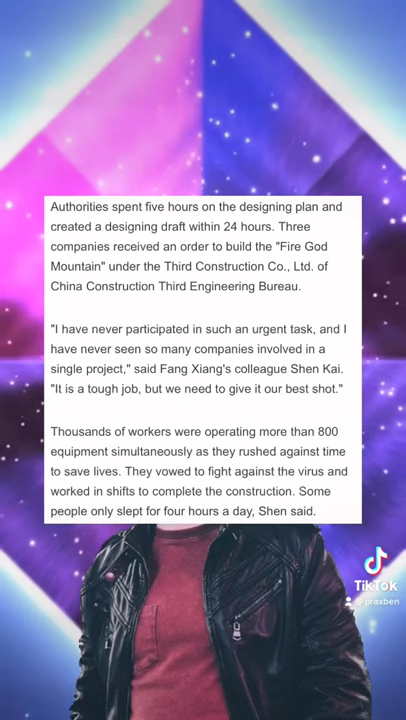 Authorities spent five hours on the designing plan and
created a designing draft within 24 hours. Three
companies received an order to build the "Fire God
Mountain" under the Third Construction Co., Ltd. of
China Construction Third Engineering Bureau.
"I have never participated in such an urgent task, and I
have never seen so many companies involved in a
single project," said Fang Xiang's colleague Shen Kai.
"It is a tough job, but we need to give it our best shot."
Thousands of workers were operating more than 800
equipment simultaneously as they rushed against time
to save lives. They vowed to fight against the virus and
worked in shifts to complete the construction. Some
people only slept for four hours a day, Shen said.
TikTok
@praxben